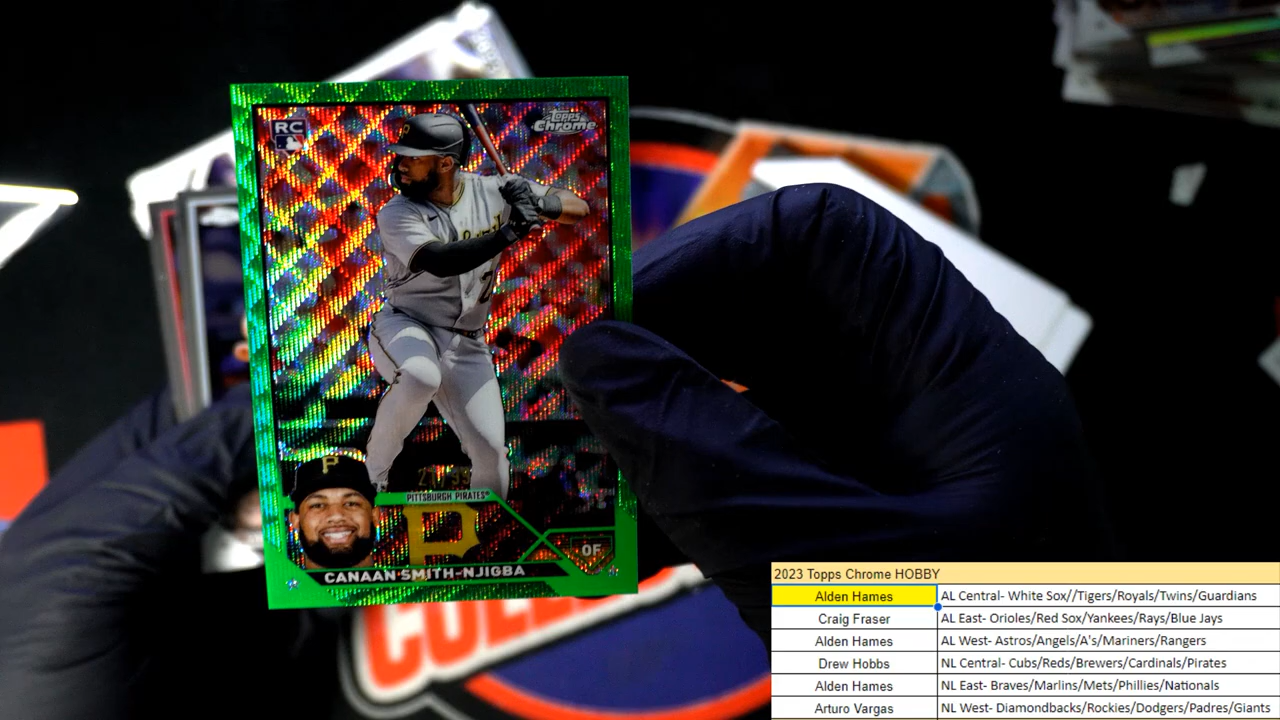 RC
Topps
Chrome
PITTSBURGH PIRATES
P
OF
CANAAN SMITH-NJIGBA
COLLE
2023 Topps Chrome HOBBY
Alden Hames AL Central- White Sox//Tigers/Royals/Twins/Guardians
Craig Fraser AL East- Orioles/Red Sox/Yankees/Rays/Blue Jays
Alden Hames AL West- Astros/Angels/A's/Mariners/Rangers
Drew Hobbs NL Central- Cubs/Reds/Brewers/Cardinals/Pirates
Alden Hames NL East- Braves/Marlins/Mets/Phillies/Nationals
Arturo Vargas NL West- Diamondbacks/Rockies/Dodgers/Padres/Giants